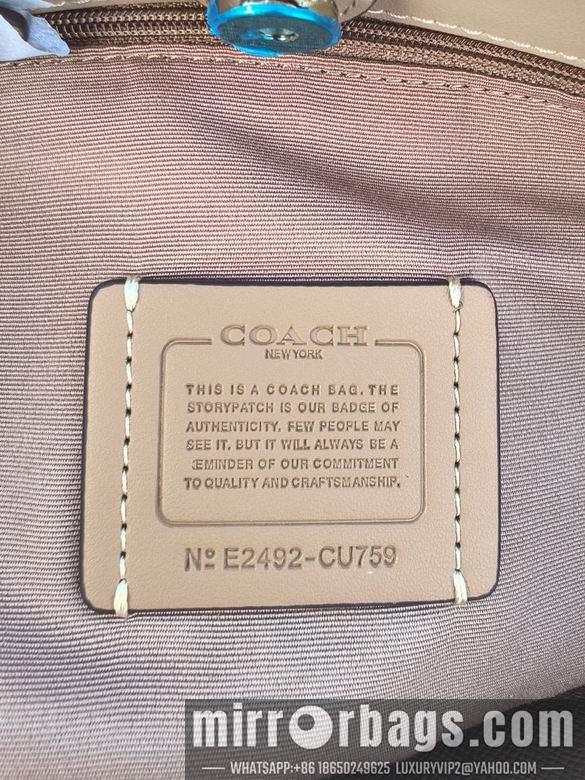 COACH
NEW YORK
THIS IS A COACH BAG. THE
STORYPATCH IS OUR BADGE OF
AUTHENTICITY. FEW PEOPLE MAY
SEE IT. BUT IT WILL ALWAYS BE A
EMINDER OF OUR COMMITMENT
TO QUALITY AND CRAFTSMANSHIP.
Nº E2492-CU759
mirrorbags.com
WHATSAPP:+86 18650249625 LUXURYVIP2@YAHOO.COM